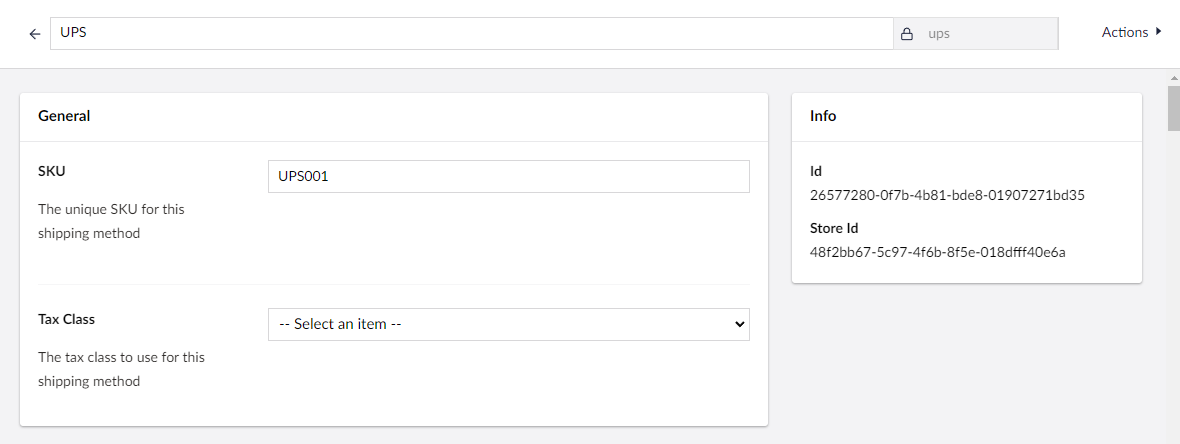 UPS
ups
Actions
General
SKU
UPS001
The unique SKU for this
shipping method
Tax Class
-- Select an item --
The tax class to use for this
shipping method
Info
Id
26577280-0f7b-4b81-bde8-01907271bd35
Store Id
48f2bb67-5c97-4f6b-8f5e-018dfff40e6a